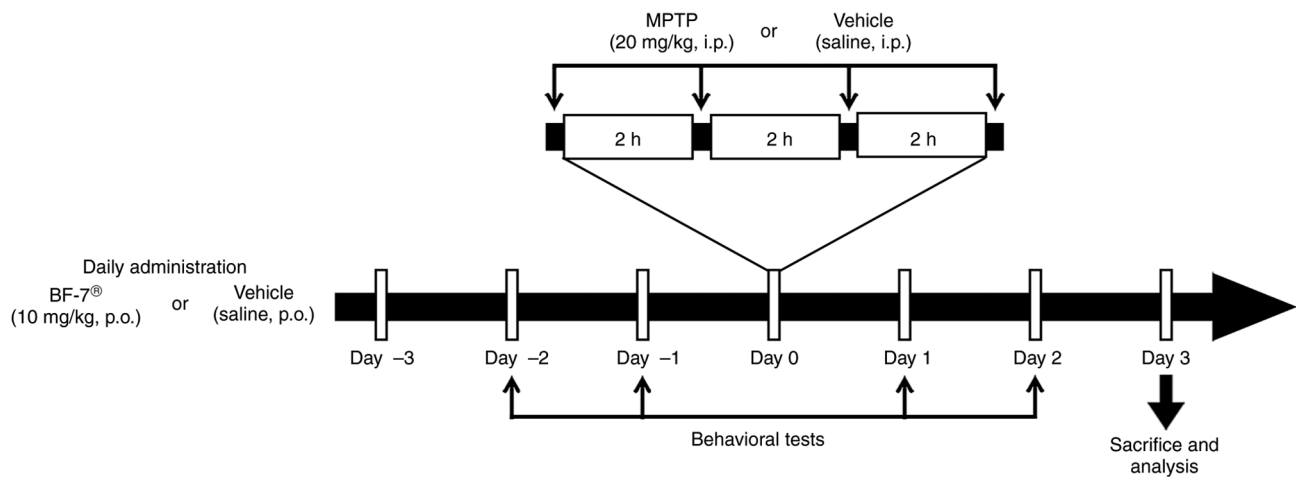 MPTP
(20 mg/kg, i.p.)
or
Vehicle
(saline, i.p.)
2 h
2 h
2 h
Daily administration
BF-7®
(10 mg/kg, p.o.)
or
Vehicle
(saline, p.o.)
Day –3
Day –2
Day –1
Day 0
Day 1
Day 2
Day 3
Behavioral tests
Sacrifice and
analysis